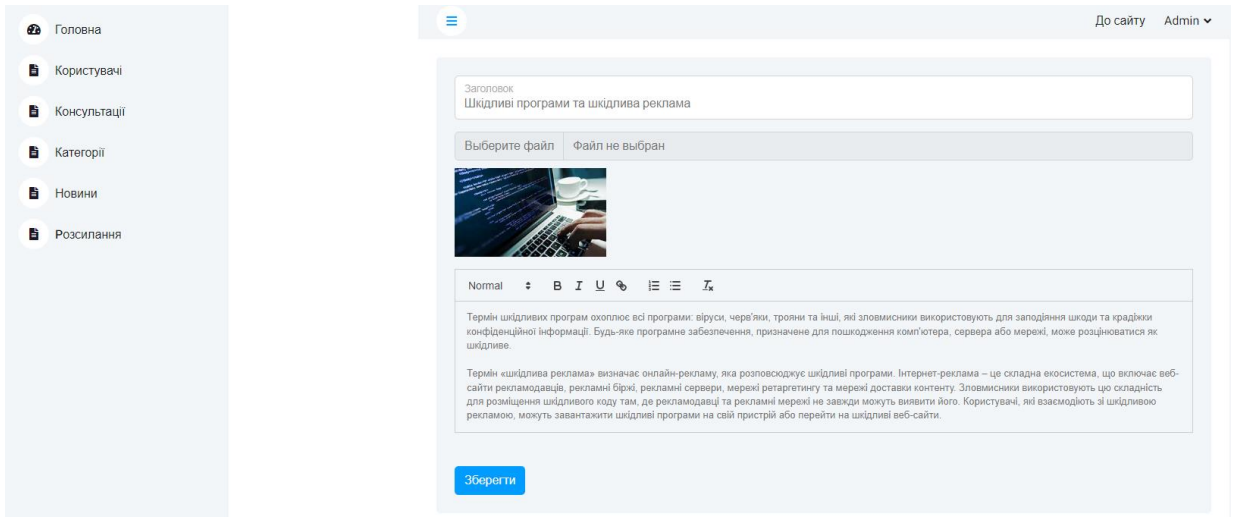 Головна
Користувачі
Консультації
Категорії
Новини
Розсилання
До сайту Admin
Заголовок
Шкідливі програми та шкідлива реклама
Выберите файл Файл не выбран
Normal B I U
Термін шкідливих програм охоплює всі програми: віруси, черв'яки, трояни та інші, які зловмисники використовують для заподіяння шкоди та крадіжки
конфіденційної інформації. Будь-яке програмне забезпечення, призначене для пошкодження комп'ютера, сервера або мережі, може розцінюватися як
шкідливе.
Термін «шкідлива реклама» визначає онлайн-рекламу, яка розповсюджує шкідливі програми. Інтернет-реклама – це складна екосистема, що включає веб-
сайти рекламодавців, рекламні біржі, рекламні сервери, мережі ретаргетингу та мережі доставки контенту. Зловмисники використовують цю складність
для розміщення шкідливого коду там, де рекламодавці та рекламні мережі не завжди можуть виявити його. Користувачі, які взаємодіють зі шкідливою
рекламою, можуть завантажити шкідливі програми на свій пристрій або перейти на шкідливі веб-сайти.
Зберегти